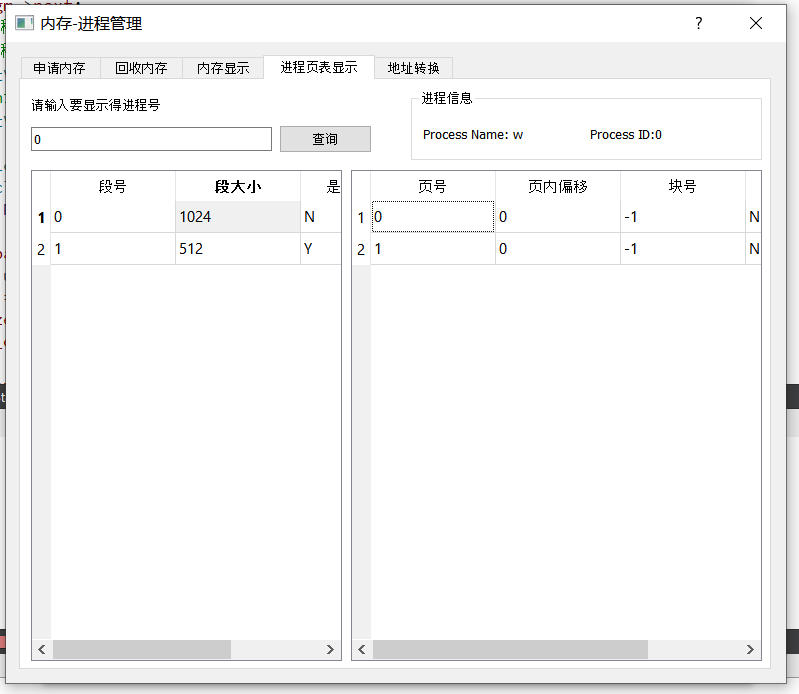 内存-进程管理
申请内存 回收内存 内存显示 进程页表显示 地址转换
请输入要显示得进程号
0 查询
进程信息
Process Name: w Process ID:0
段号 段大小 是
1 0 1024 N
2 1 512 Y
页号 页内偏移 块号
1 0 0 -1 N
2 1 0 -1 N